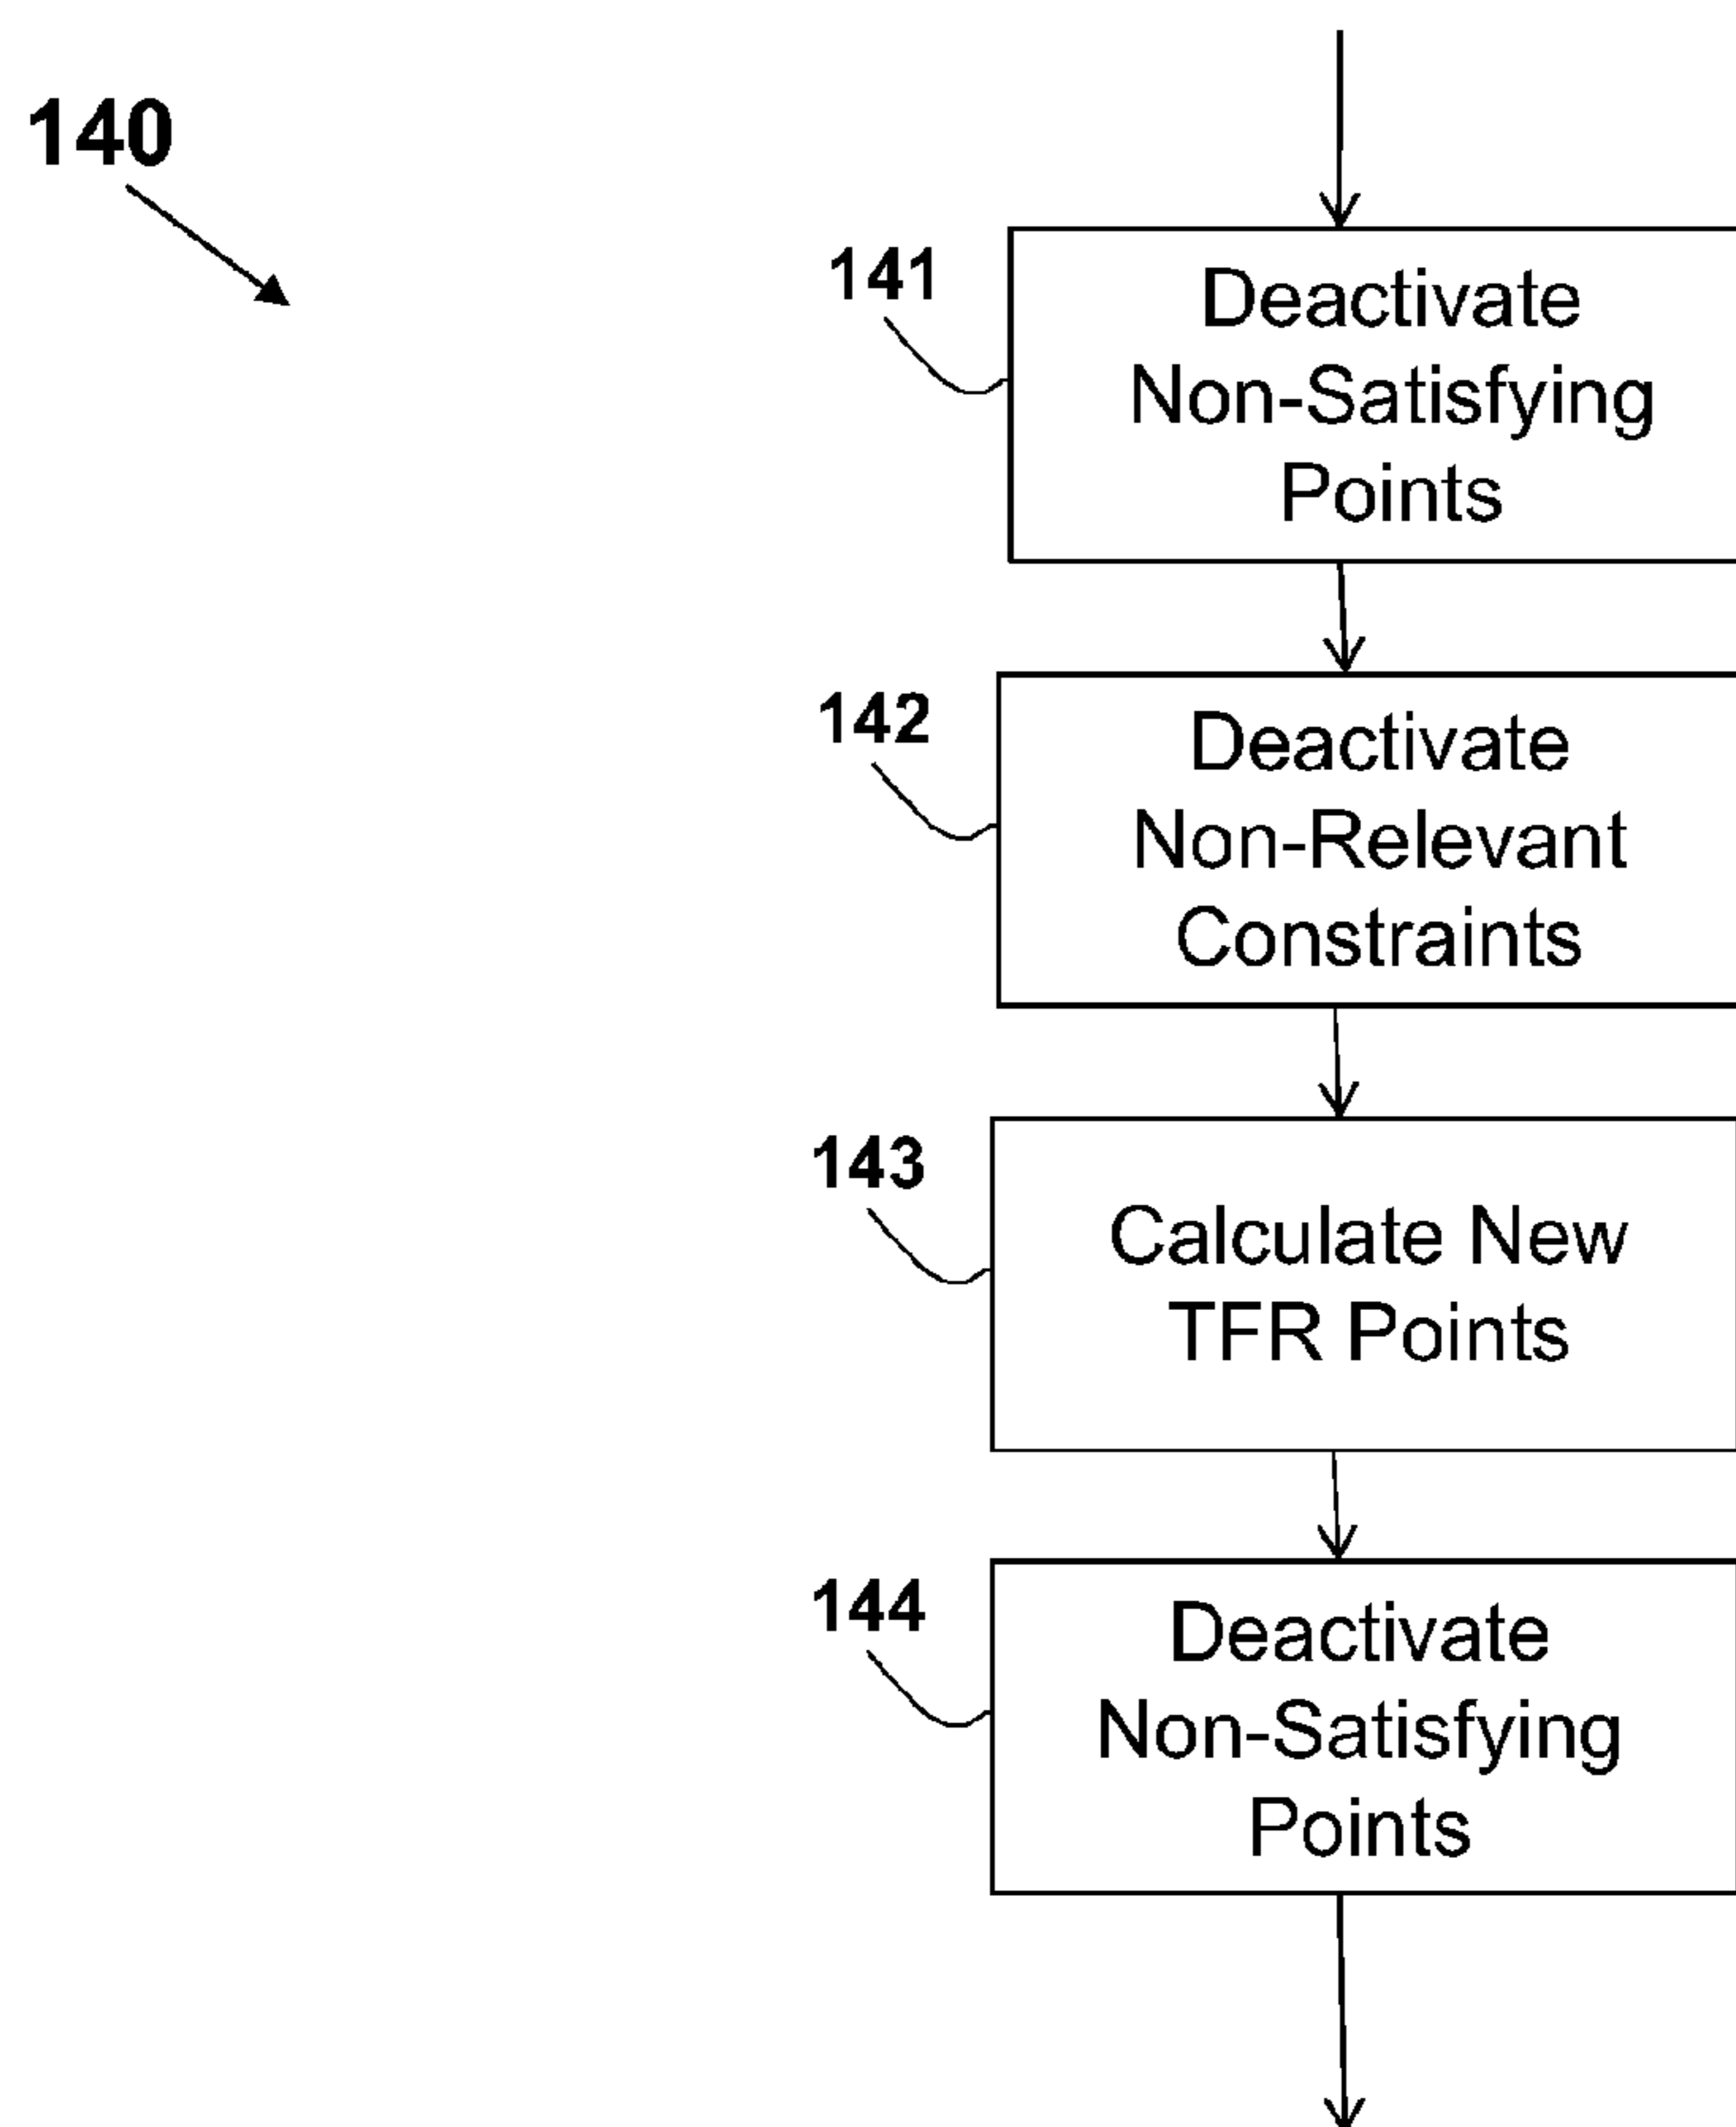 140
141
Deactivate
Non-Satisfying
Points
142
Deactivate
Non-Relevant
Constraints
143
Calculate New
TFR Points
144
Deactivate
Non-Satisfying
Points